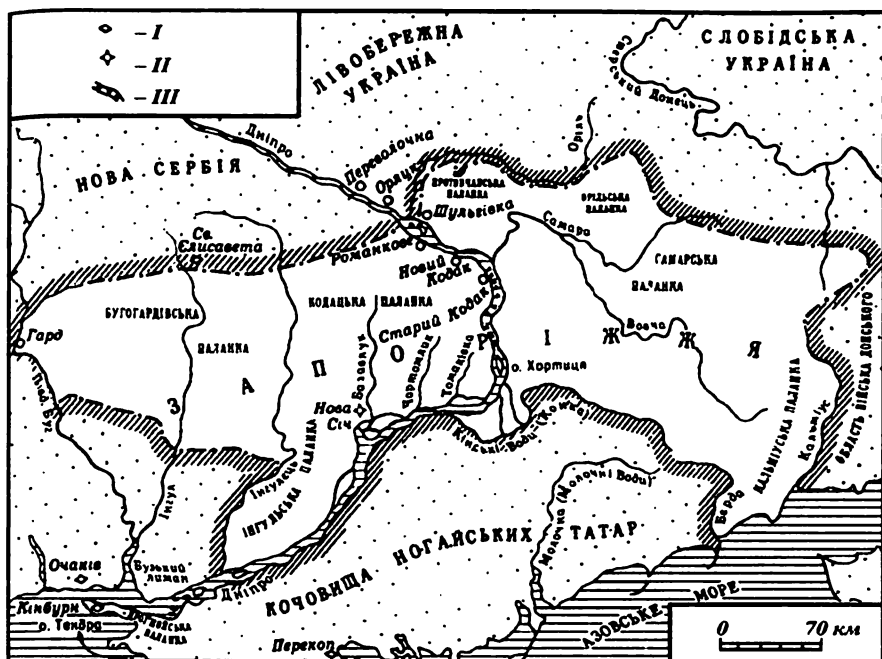 – I
– II
– III
ЛІВОБЕРЕЖНА
УКРАЇНА
СЛОБІДСЬКА
УКРАЇНА
Сіверський Донець
НОВА СЕРБІЯ
Дніпро
Переволочна
Оріль
ПРОТОВЧАНСЬКА
ПАЛАНКА
ОРІЛЬСЬКА
ПАЛАНКА
Шульгівка
Романкове
Св.
Єлисавета
Самара
САМАРСЬКА
ПАЛАНКА
Новий
Кодак
БУГОГАРДІВСЬКА
ПАЛАНКА
КОДАЦЬКА ПАЛАНКА
Старий Кодак
Вовча
Гард
ЗАПОРІЖЖЯ
о. Хортиця
Базавлук
Чортомлик
Томаківка
Нова
Січ
Кінські Води (Конка)
КАЛЬМІУСЬКА ПАЛАНКА
Кальміус
ОБЛАСТЬ ВІЙСЬКА ДОНСЬКОГО
Інгул
Інгулець
ІНГУЛЬСЬКА ПАЛАНКА
Берда
Молочна (Молочні Води)
КОЧОВИЩА НОГАЙСЬКИХ ТАТАР
Очаків
Бузький
лиман
Дніпро
Кінбурн
о. Тендра
ПАЛАНКА
Перекоп
АЗОВСЬКЕ МОРЕ
0 70 км